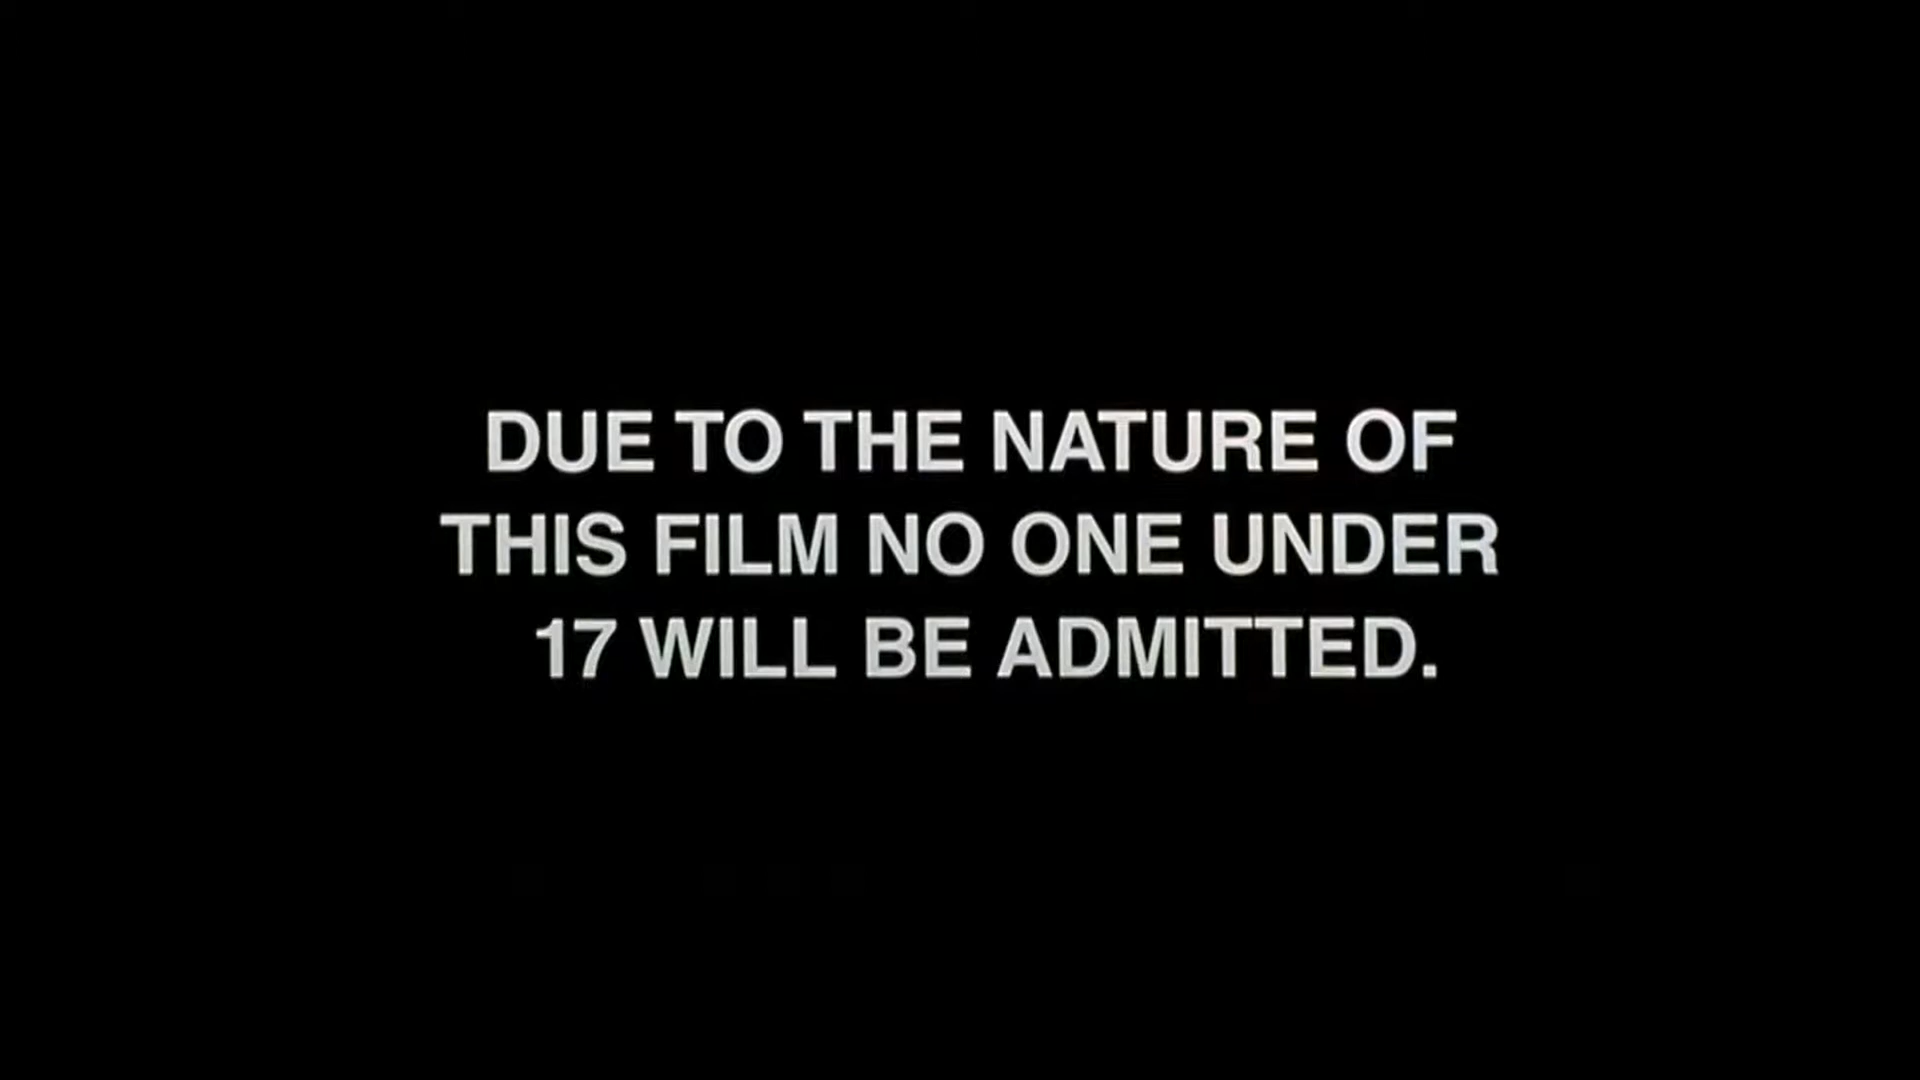 DUE TO THE NATURE OF
THIS FILM NO ONE UNDER
17 WILL BE ADMITTED.